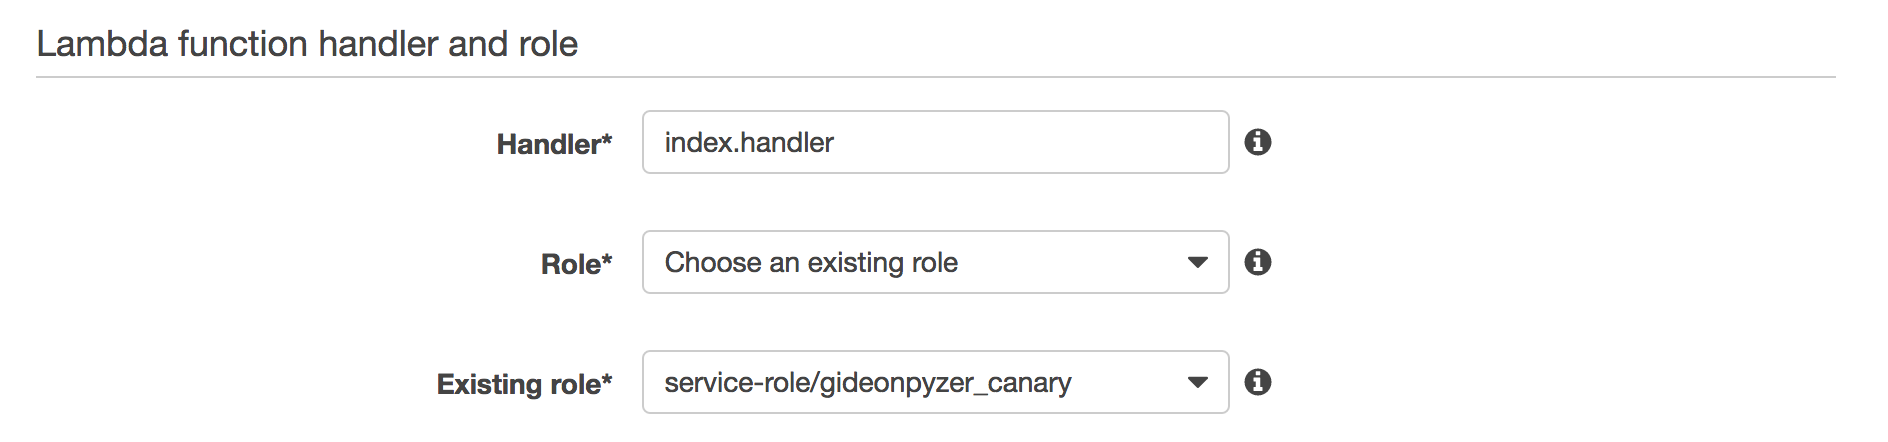 Lambda function handler and role
Handler* index.handler
Role* Choose an existing role
Existing role* service-role/gideonpyzer_canary